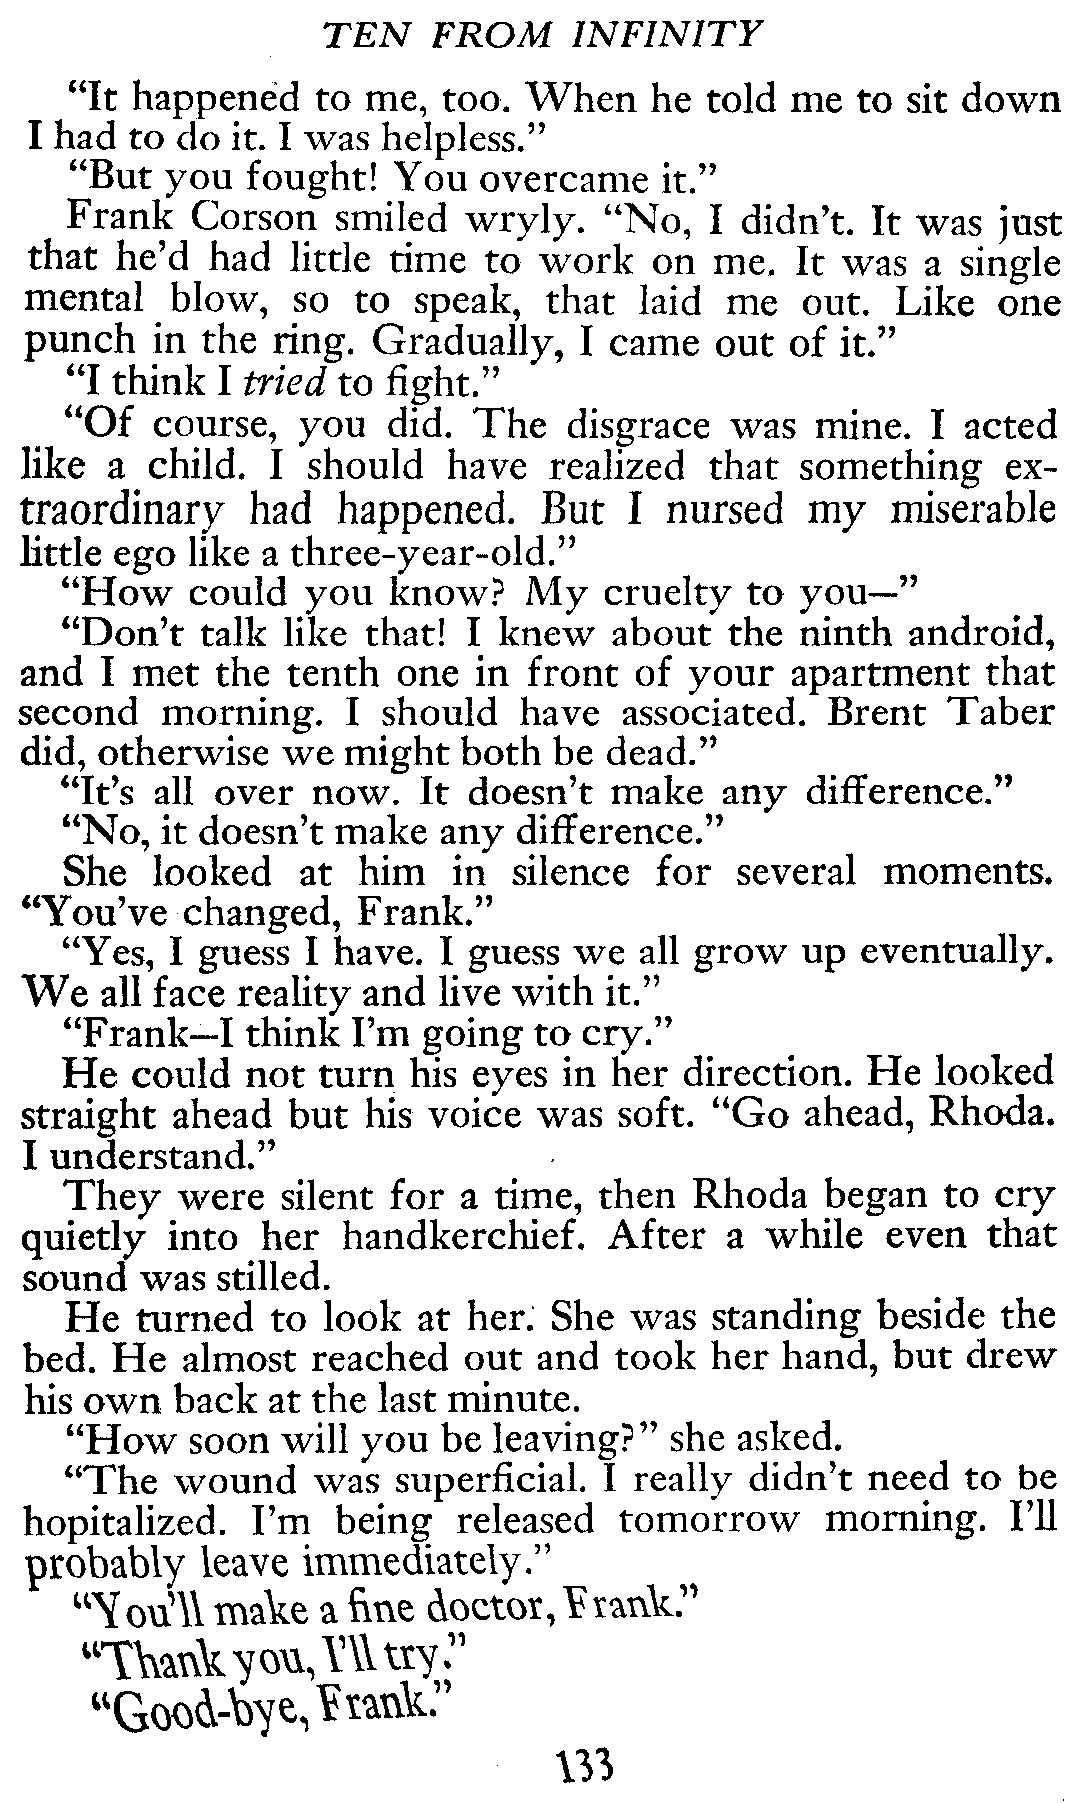 TEN FROM INFINITY
“It happened to me, too. When he told me to sit down
I had to do it. I was helpless.”
“But you fought! You overcame it.”
Frank Corson smiled wryly. “No, I didn’t. It was just
that he’d had little time to work on me. It was a single
mental blow, so to speak, that laid me out. Like one
punch in the ring. Gradually, I came out of it.”
“I think I tried to fight.”
“Of course, you did. The disgrace was mine. I acted
like a child. I should have realized that something ex-
traordinary had happened. But I nursed my miserable
little ego like a three-year-old.”
“How could you know? My cruelty to you—”
“Don’t talk like that! I knew about the ninth android,
and I met the tenth one in front of your apartment that
second morning. I should have associated. Brent Taber
did, otherwise we might both be dead.”
“It’s all over now. It doesn’t make any difference.”
“No, it doesn’t make any difference.”
She looked at him in silence for several moments.
“You’ve changed, Frank.”
“Yes, I guess I have. I guess we all grow up eventually.
We all face reality and live with it.”
“Frank—I think I’m going to cry.”
He could not turn his eyes in her direction. He looked
straight ahead but his voice was soft. “Go ahead, Rhoda.
I understand.”
They were silent for a time, then Rhoda began to cry
quietly into her handkerchief. After a while even that
sound was stilled.
He turned to look at her. She was standing beside the
bed. He almost reached out and took her hand, but drew
his own back at the last minute.
“How soon will you be leaving?” she asked.
“The wound was superficial. I really didn’t need to be
hopitalized. I’m being released tomorrow morning. I’ll
probably leave immediately.”
“You’ll make a fine doctor, Frank.”
“Thank you, I’ll try.”
“Good-bye, Frank.”
133